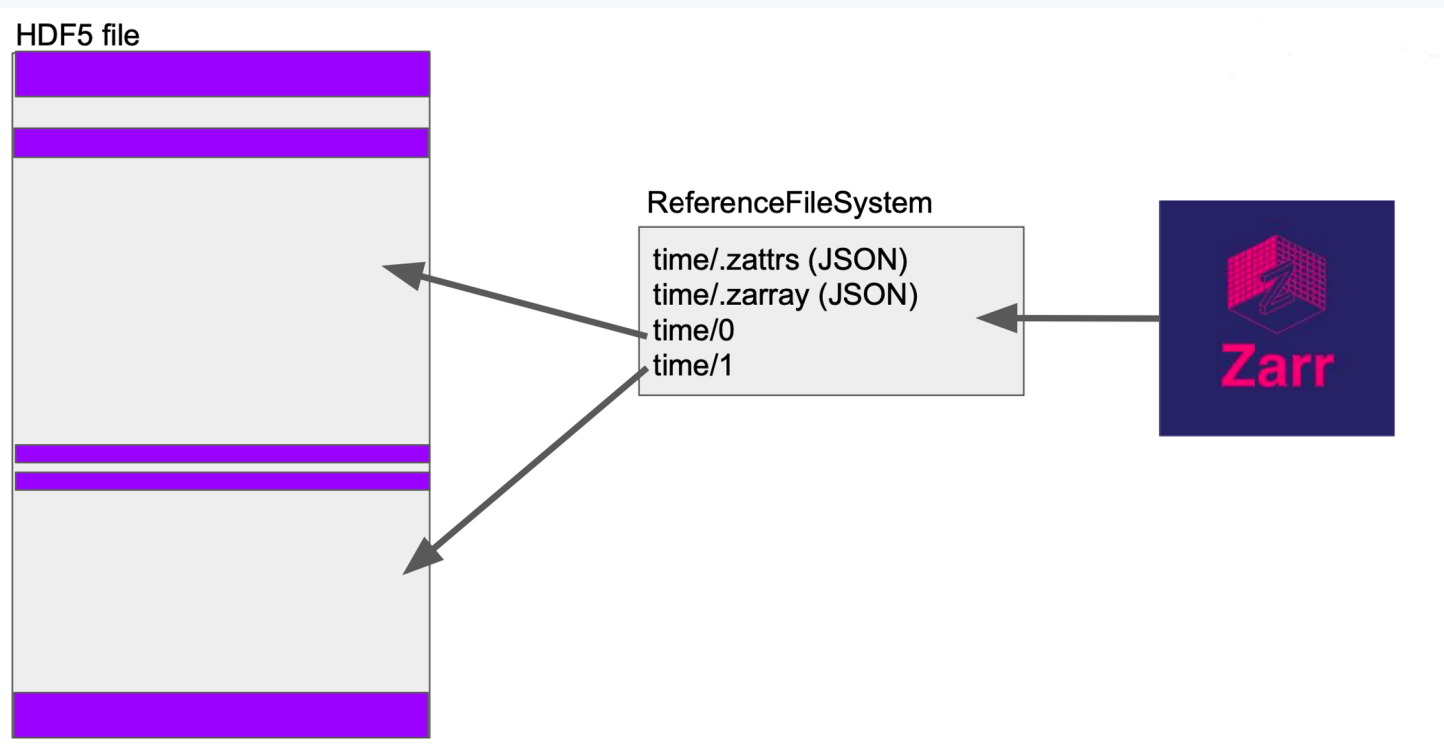 HDF5 file
ReferenceFileSystem
time/.zattrs (JSON)
time/.zarray (JSON)
time/0
time/1
Zarr